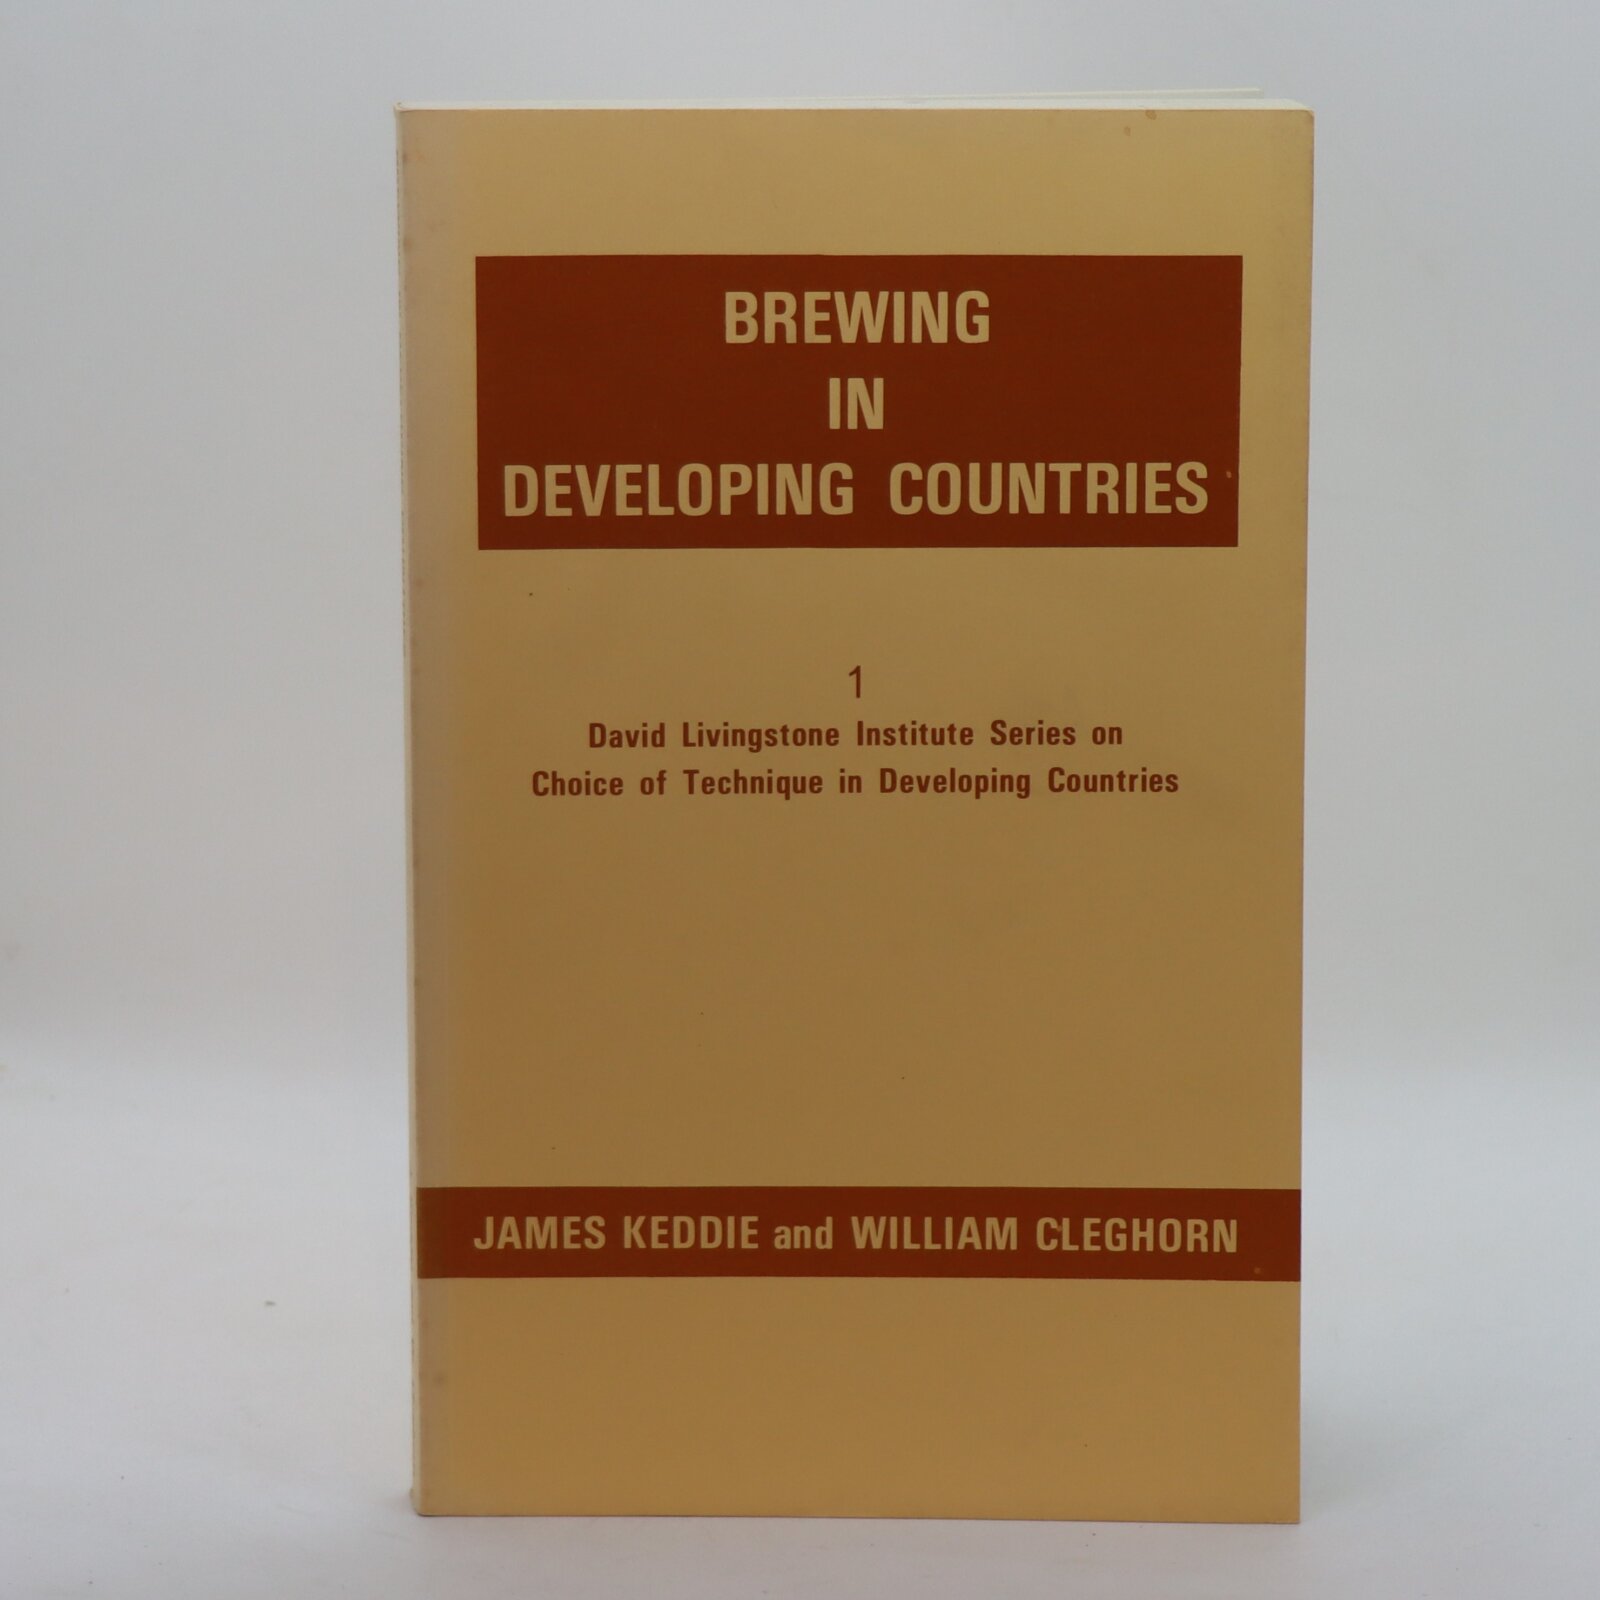 BREWING
IN
DEVELOPING COUNTRIES
1
David Livingstone Institute Series on
Choice of Technique in Developing Countries
JAMES KEDDIE and WILLIAM CLEGHORN